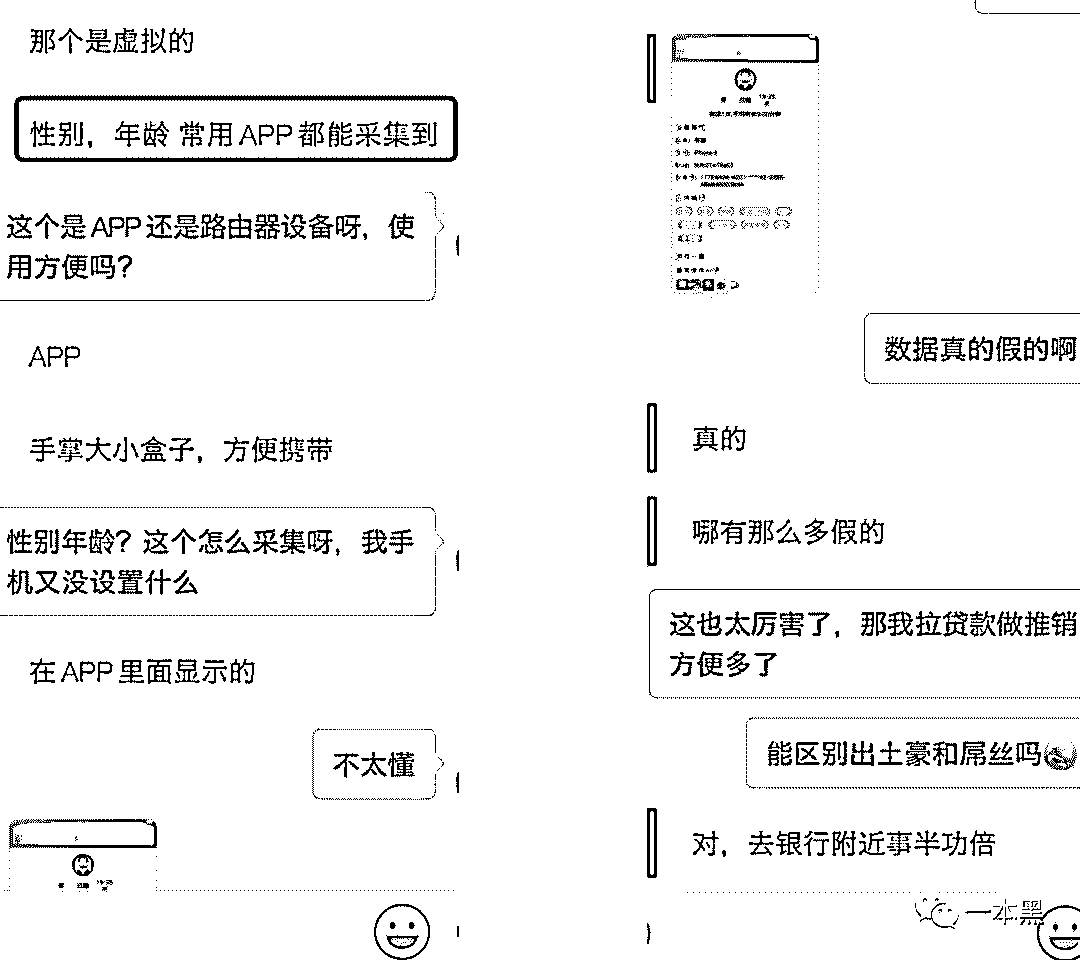 那个是虚拟的
性别，年龄 常用APP都能采集到
这个是APP还是路由器设备呀，使
用方便吗？
APP
手掌大小盒子，方便携带
性别年龄？这个怎么采集呀，我手
机又没设置什么
在APP里面显示的
不太懂
数据真的假的啊
真的
哪有那么多假的
这也太厉害了，那我拉贷款做推销
方便多了
能区别出土豪和屌丝吗
对，去银行附近事半功倍
一本黑